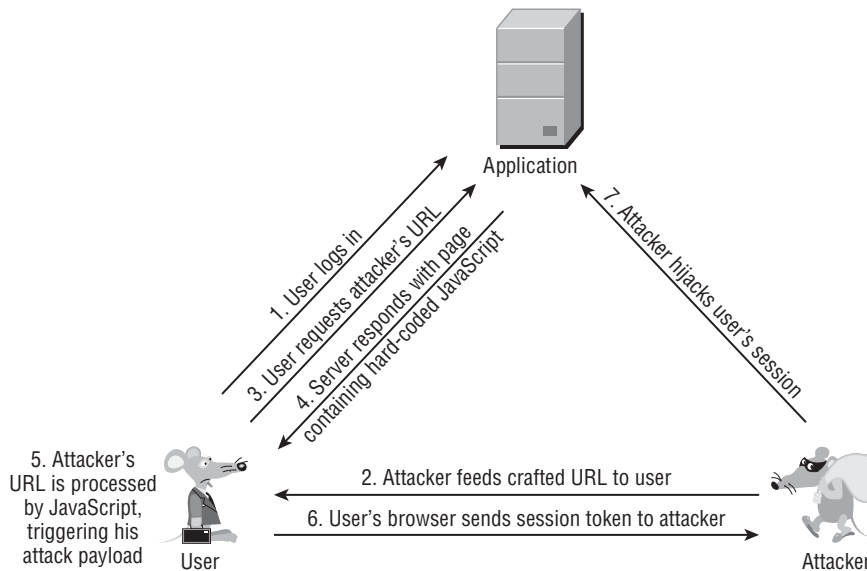 Application
1. User logs in
3. User requests attacker's URL
4. Server responds with page
containing hard-coded JavaScript
7. Attacker hijacks user's session
5. Attacker's
URL is processed
by JavaScript,
triggering his
attack payload
2. Attacker feeds crafted URL to user
6. User's browser sends session token to attacker
User
Attacker